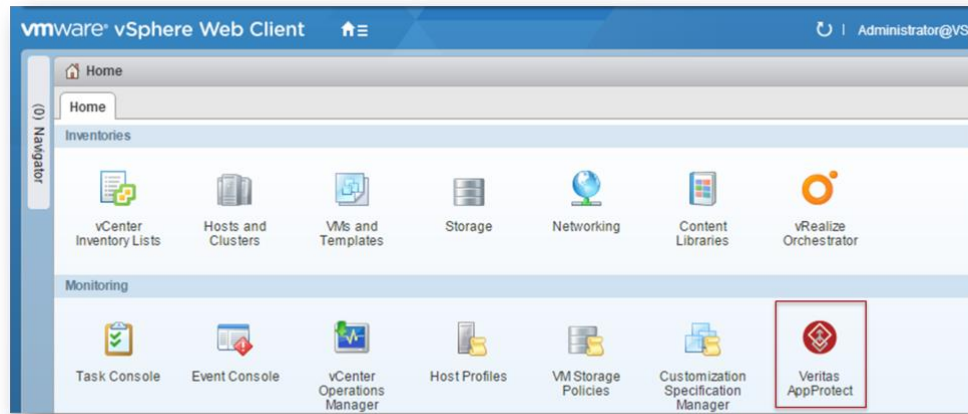 vmware® vSphere Web Client
Administrator@VS
Home
(0) Navigator
Home
Inventories
vCenter
Inventory Lists
Hosts and
Clusters
VMs and
Templates
Storage
Networking
Content
Libraries
vRealize
Orchestrator
Monitoring
Task Console
Event Console
vCenter
Operations
Manager
Host Profiles
VM Storage
Policies
Customization
Specification
Manager
Veritas
AppProtect